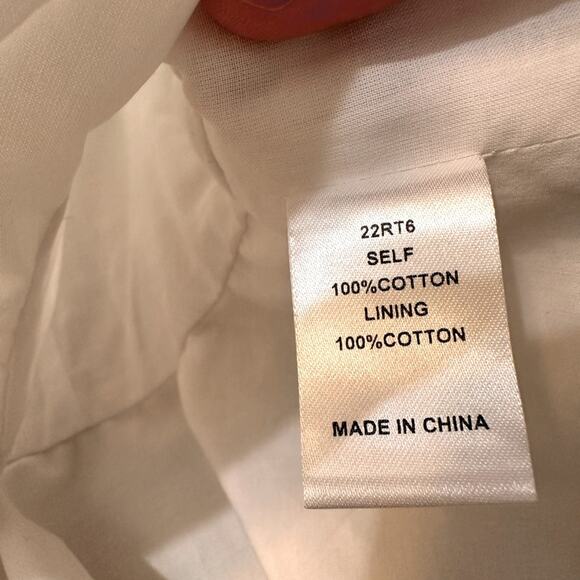 22RT6
SELF
100%COTTON
LINING
100%COTTON
MADE IN CHINA